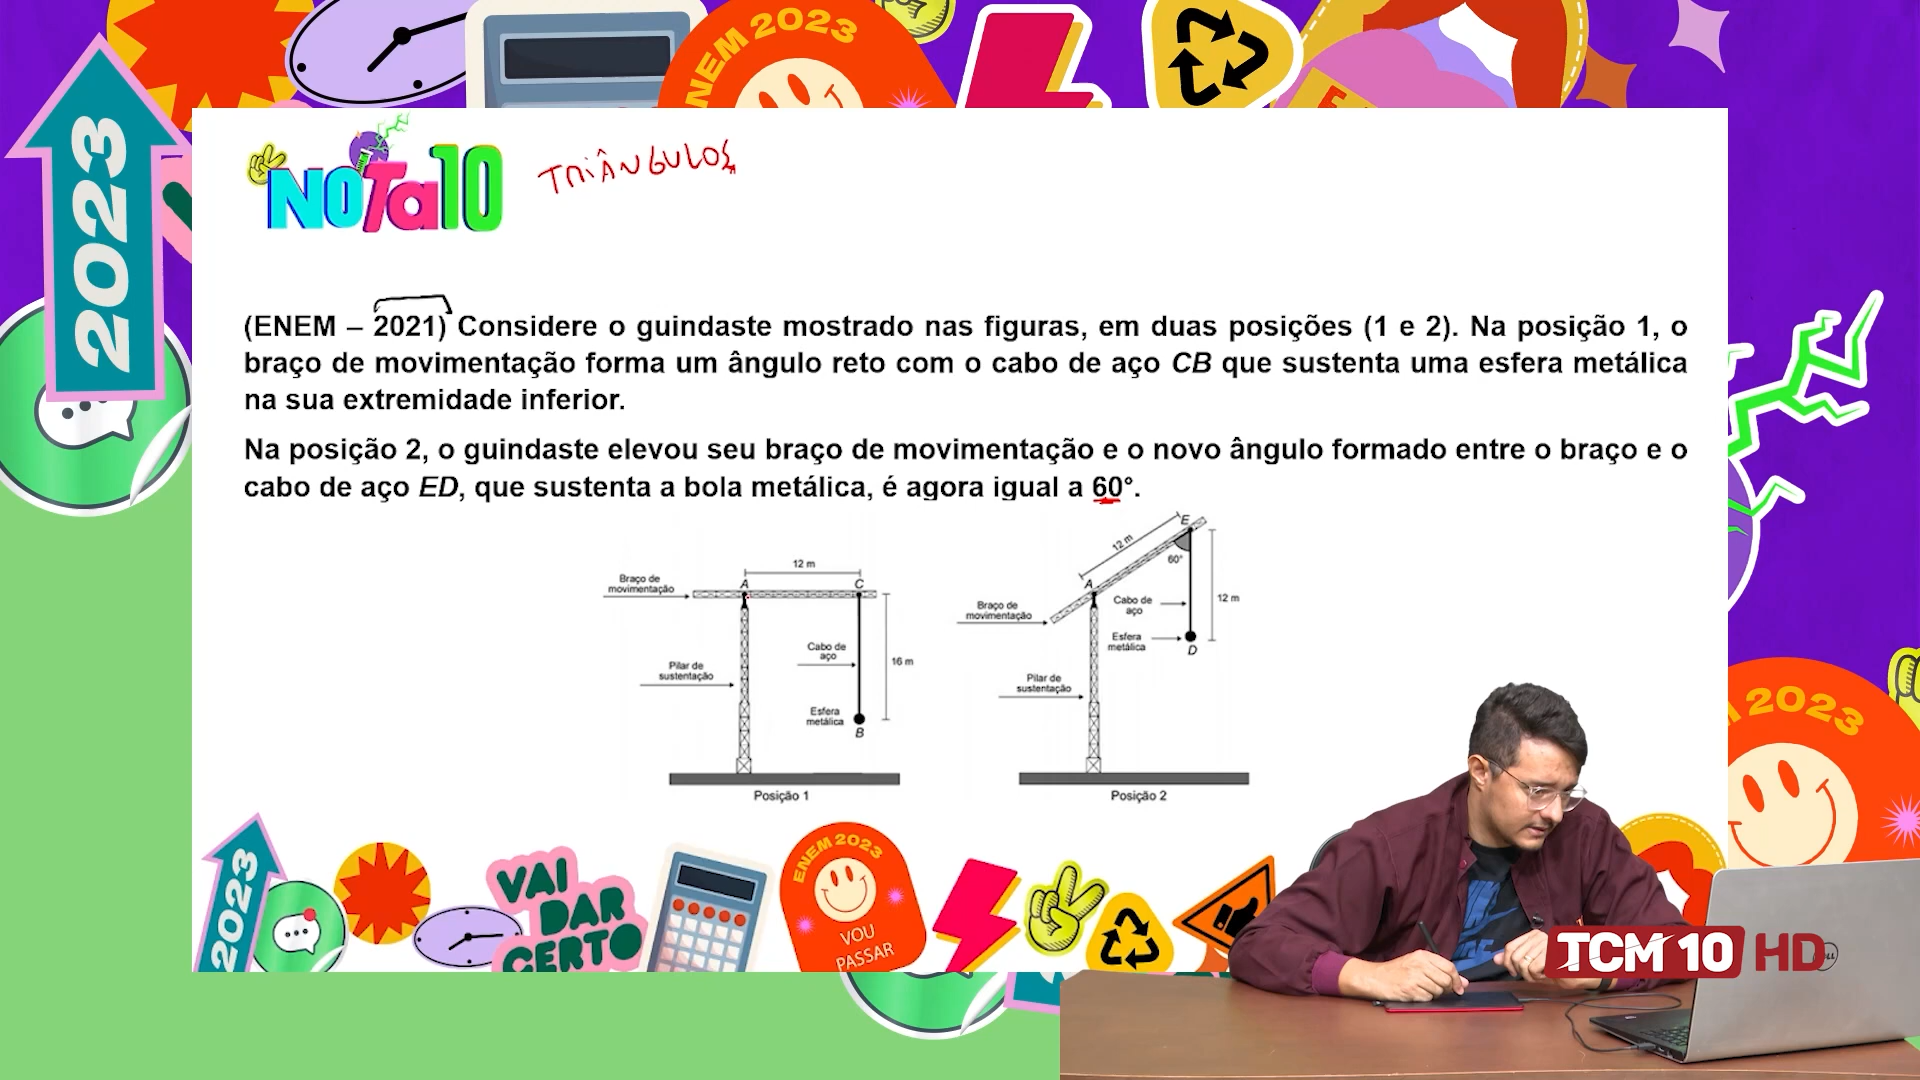 ENEM 2023
2023
NOTa10
TRIÂNGULOS
(ENEM – 2021) Considere o guindaste mostrado nas figuras, em duas posições (1 e 2). Na posição 1, o
braço de movimentação forma um ângulo reto com o cabo de aço CB que sustenta uma esfera metálica
na sua extremidade inferior.
Na posição 2, o guindaste elevou seu braço de movimentação e o novo ângulo formado entre o braço e o
cabo de aço ED, que sustenta a bola metálica, é agora igual a 60°.
12 m
Braço de
movimentação
A
C
Cabo de
aço
16 m
Pilar de
sustentação
Esfera
metálica
B
Posição 1
E
12 m
60°
A
Braço de
movimentação
Cabo de
aço
12 m
Esfera
metálica
D
Pilar de
sustentação
Posição 2
2023
2023
VAI
DAR
CERTO
ENEM 2023
VOU
PASSAR
TCM 10 HD